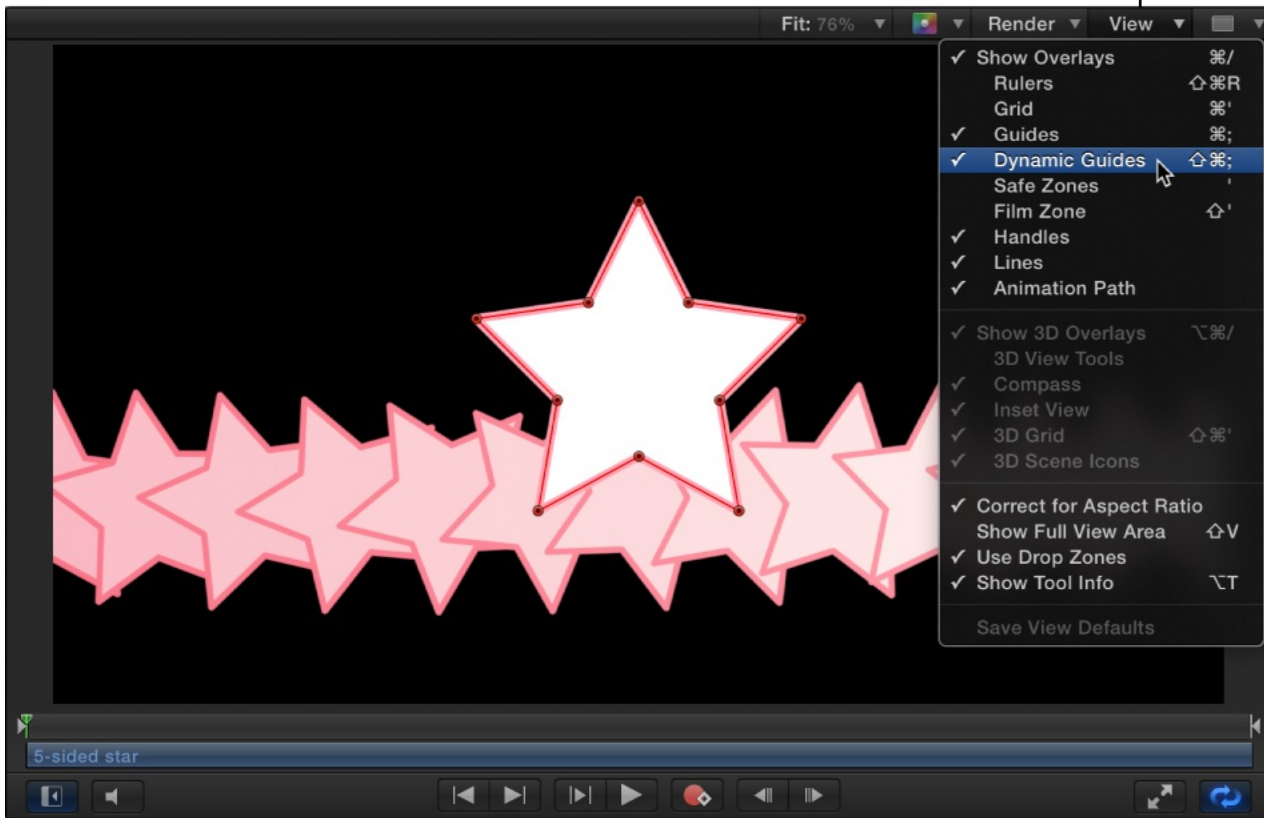 Fit: 76% Render View
✓ Show Overlays ⌘/
Rulers ⇧⌘R
Grid ⌘'
✓ Guides ⌘;
✓ Dynamic Guides ⇧⌘;
Safe Zones '
Film Zone ⇧'
✓ Handles
✓ Lines
✓ Animation Path
✓ Show 3D Overlays ⌥⌘/
3D View Tools
✓ Compass
✓ Inset View
✓ 3D Grid ⇧⌘'
✓ 3D Scene Icons
✓ Correct for Aspect Ratio
Show Full View Area ⇧V
✓ Use Drop Zones
✓ Show Tool Info ⌥T
Save View Defaults
5-sided star